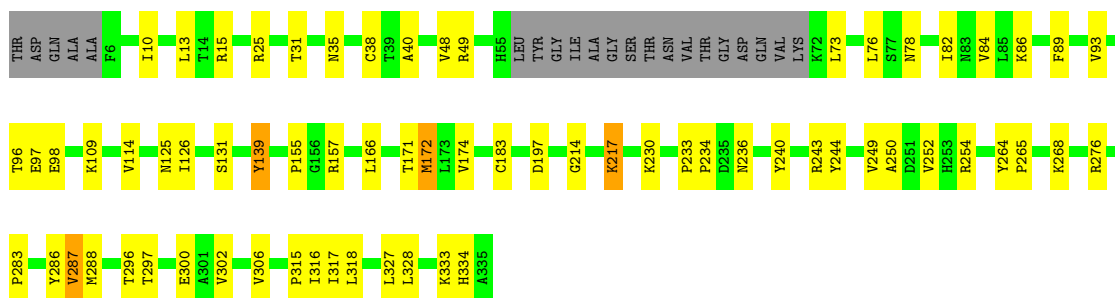 THR ASP GLN ALA ALA F6 I10 L13 T14 R15 R25 T31 N35 C38 T39 A40 V48 R49 H55 LEU TYR GLY ILE ALA GLY SER THR ASN VAL THR GLY ASP GLN VAL LYS K72 L73 L76 S77 N78 I82 N83 V84 L85 K86 F89 V93
T96 E97 E98 K109 V114 N125 I126 S131 Y139 P155 G156 R157 L166 T171 M172 L173 V174 C183 D197 G214 K217 K230 P233 P234 D235 N236 Y240 R243 Y244 V249 A250 D251 V252 H253 R254 Y264 P265 K268 R276
P283 Y286 V287 M288 T296 T297 E300 A301 V302 V306 P315 I316 I317 L318 L327 L328 K333 H334 A335